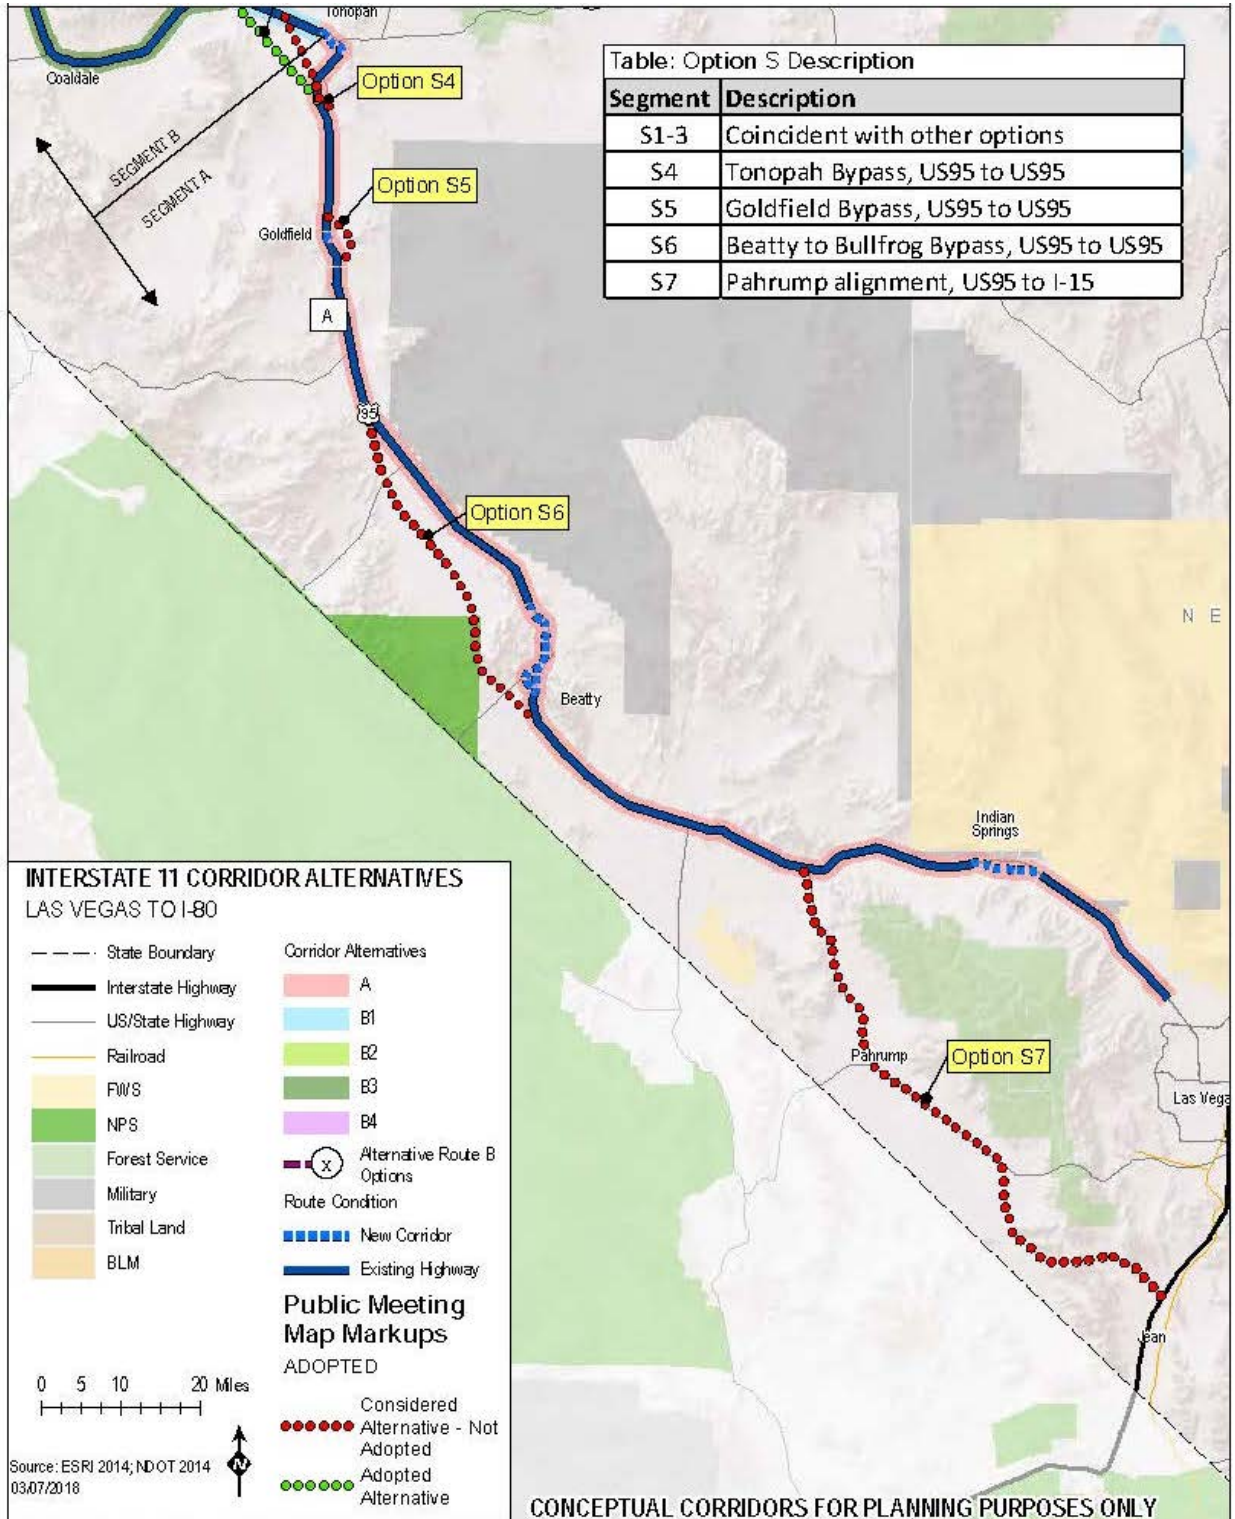 Tonopah
Coaldale
Option S4
Table: Option S Description
Segment Description
S1-3 Coincident with other options
S4 Tonopah Bypass, US95 to US95
S5 Goldfield Bypass, US95 to US95
S6 Beatty to Bullfrog Bypass, US95 to US95
S7 Pahrump alignment, US95 to I-15
SEGMENT B
SEGMENT A
Option S5
Goldfield
A
95
Option S6
N E
Beatty
Indian
Springs
Pahrump
Option S7
Las Vega
Jean
INTERSTATE 11 CORRIDOR ALTERNATIVES
LAS VEGAS TO I-80
State Boundary
Interstate Highway
US/State Highway
Railroad
FWS
NPS
Forest Service
Military
Tribal Land
BLM
Corridor Alternatives
A
B1
B2
B3
B4
X
Alternative Route B
Options
Route Condition
New Corridor
Existing Highway
Public Meeting
Map Markups
ADOPTED
Considered
Alternative - Not
Adopted
Adopted
Alternative
0 5 10 20 Miles
N
Source: ESRI 2014; NDOT 2014
03/07/2018
CONCEPTUAL CORRIDORS FOR PLANNING PURPOSES ONLY